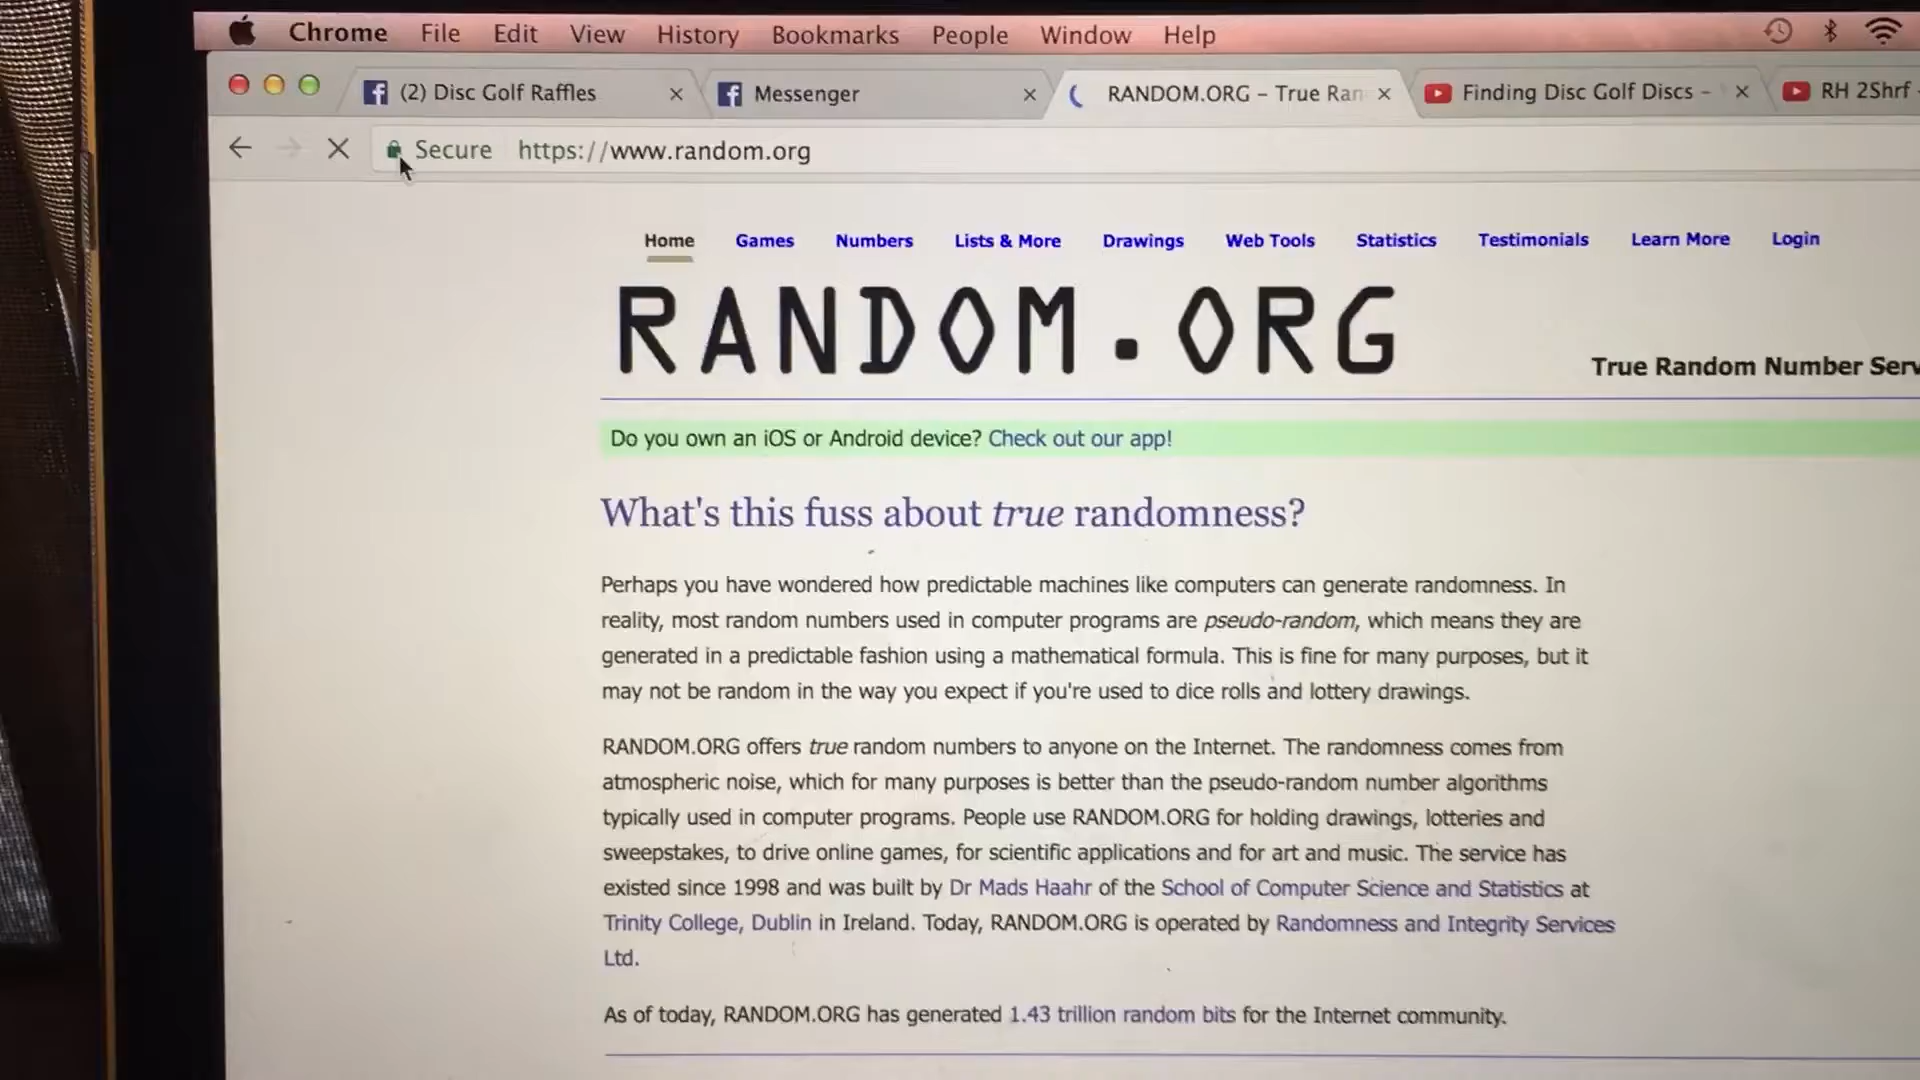 Chrome File Edit View History Bookmarks People Window Help
(2) Disc Golf Raffles
Messenger
RANDOM.ORG - True Ran
Finding Disc Golf Discs -
RH 2Shrf
Secure https://www.random.org
Home Games Numbers Lists & More Drawings Web Tools Statistics Testimonials Learn More Login
RANDOM.ORG
True Random Number Serv
Do you own an iOS or Android device? Check out our app!
What's this fuss about true randomness?
Perhaps you have wondered how predictable machines like computers can generate randomness. In
reality, most random numbers used in computer programs are pseudo-random, which means they are
generated in a predictable fashion using a mathematical formula. This is fine for many purposes, but it
may not be random in the way you expect if you're used to dice rolls and lottery drawings.
RANDOM.ORG offers true random numbers to anyone on the Internet. The randomness comes from
atmospheric noise, which for many purposes is better than the pseudo-random number algorithms
typically used in computer programs. People use RANDOM.ORG for holding drawings, lotteries and
sweepstakes, to drive online games, for scientific applications and for art and music. The service has
existed since 1998 and was built by Dr Mads Haahr of the School of Computer Science and Statistics at
Trinity College, Dublin in Ireland. Today, RANDOM.ORG is operated by Randomness and Integrity Services
Ltd.
As of today, RANDOM.ORG has generated 1.43 trillion random bits for the Internet community.